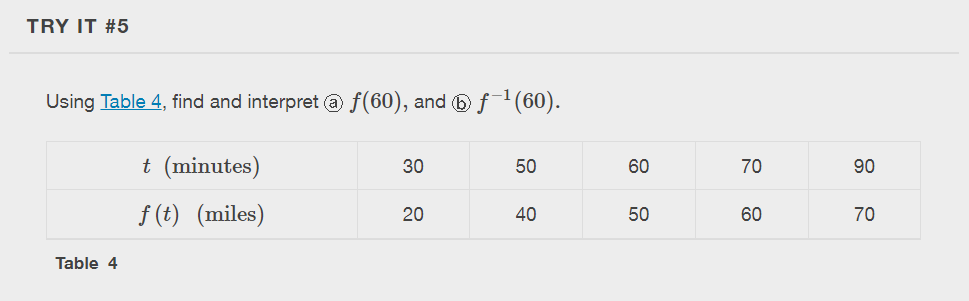 TRY IT #5
Using Table 4, find and interpret ⓐ f(60), and ⓑ f⁻¹(60).
t (minutes) 30 50 60 70 90
f(t) (miles) 20 40 50 60 70
Table 4